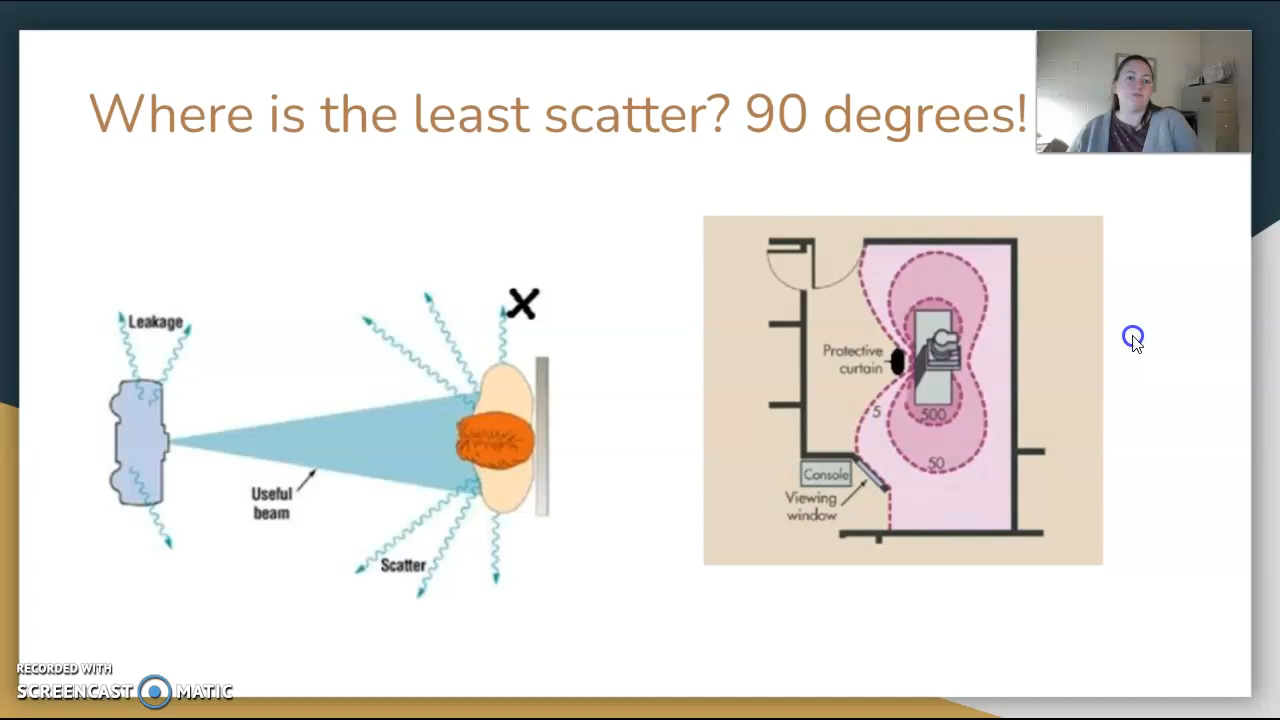 Where is the least scatter? 90 degrees!
Leakage
X
Useful
beam
Scatter
Protective
curtain
5
500
50
Console
Viewing
window
RECORDED WITH
SCREENCAST MATIC